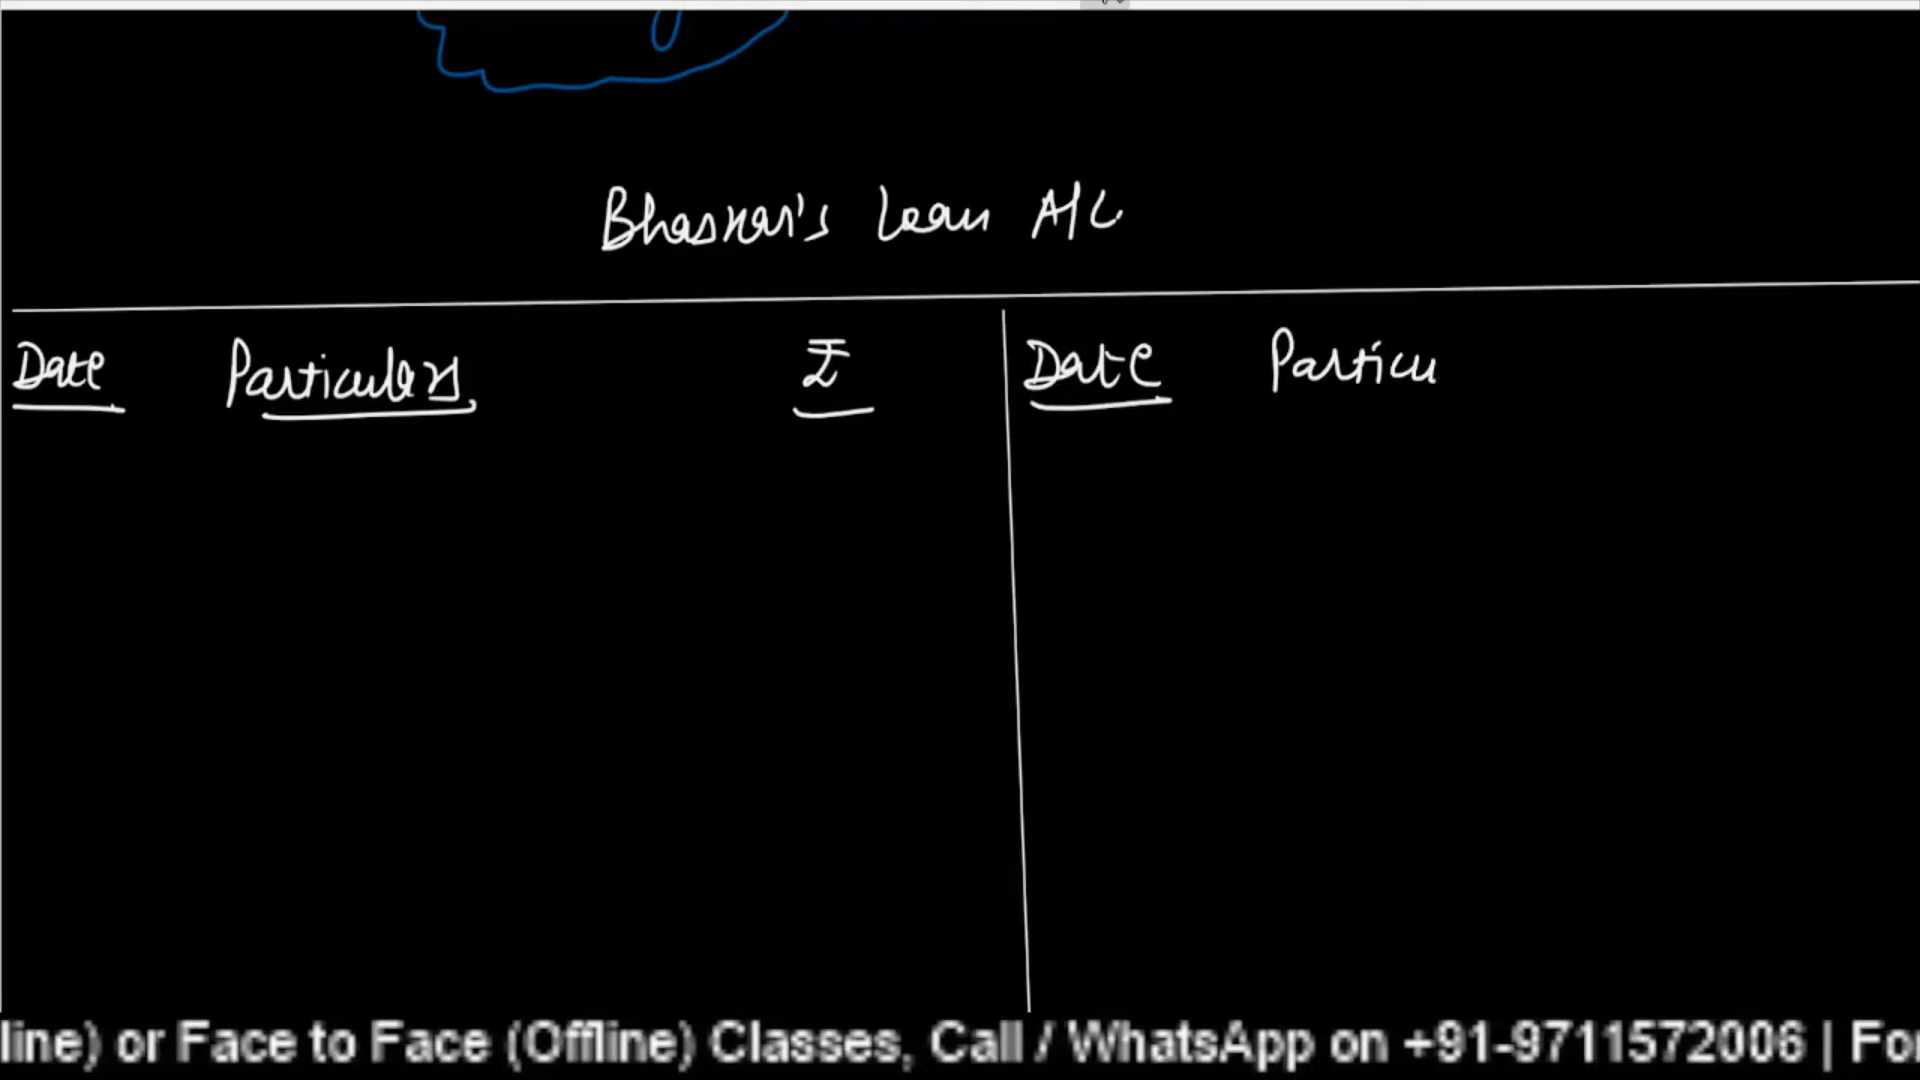 Bhaskar's Loan A/C
Date Particulars ₹ Date Particu
line) or Face to Face (Offline) Classes, Call / WhatsApp on +91-9711572006 | For